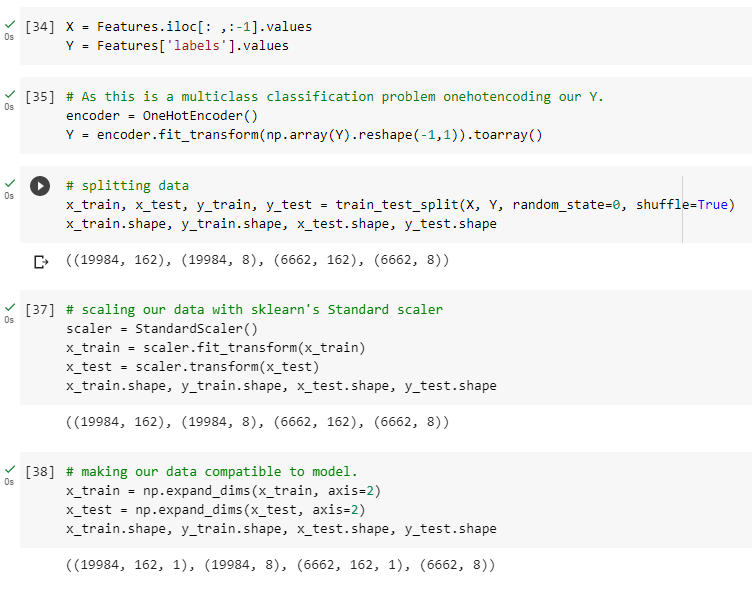 [34] X = Features.iloc[: ,:-1].values
0s
Y = Features['labels'].values
[35] # As this is a multiclass classification problem onehotencoding our Y.
0s
encoder = OneHotEncoder()
Y = encoder.fit_transform(np.array(Y).reshape(-1,1)).toarray()
# splitting data
0s
x_train, x_test, y_train, y_test = train_test_split(X, Y, random_state=0, shuffle=True)
x_train.shape, y_train.shape, x_test.shape, y_test.shape
((19984, 162), (19984, 8), (6662, 162), (6662, 8))
[37] # scaling our data with sklearn's Standard scaler
0s
scaler = StandardScaler()
x_train = scaler.fit_transform(x_train)
x_test = scaler.transform(x_test)
x_train.shape, y_train.shape, x_test.shape, y_test.shape
((19984, 162), (19984, 8), (6662, 162), (6662, 8))
[38] # making our data compatible to model.
0s
x_train = np.expand_dims(x_train, axis=2)
x_test = np.expand_dims(x_test, axis=2)
x_train.shape, y_train.shape, x_test.shape, y_test.shape
((19984, 162, 1), (19984, 8), (6662, 162, 1), (6662, 8))